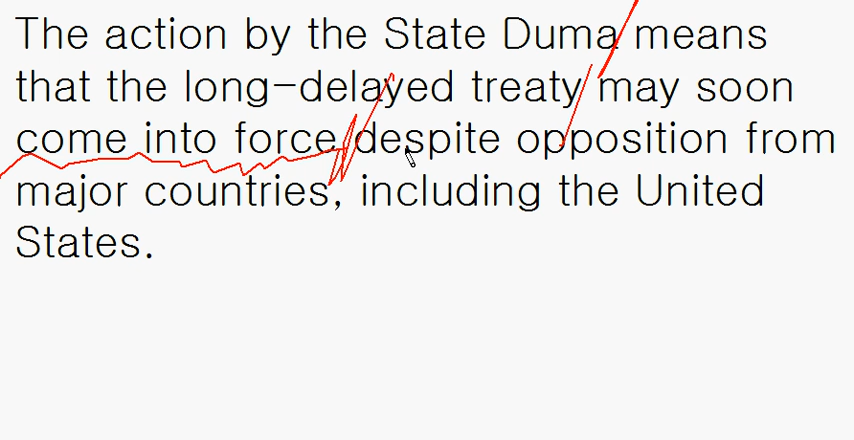 The action by the State Duma means
that the long-delayed treaty may soon
come into force despite opposition from
major countries, including the United
States.